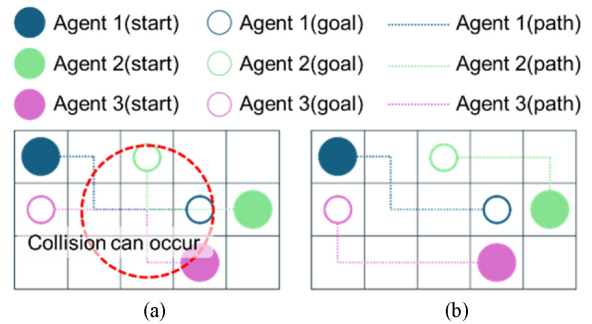 Agent 1(start) Agent 1(goal) Agent 1(path)
Agent 2(start) Agent 2(goal) Agent 2(path)
Agent 3(start) Agent 3(goal) Agent 3(path)
Collision can occur
(a) (b)